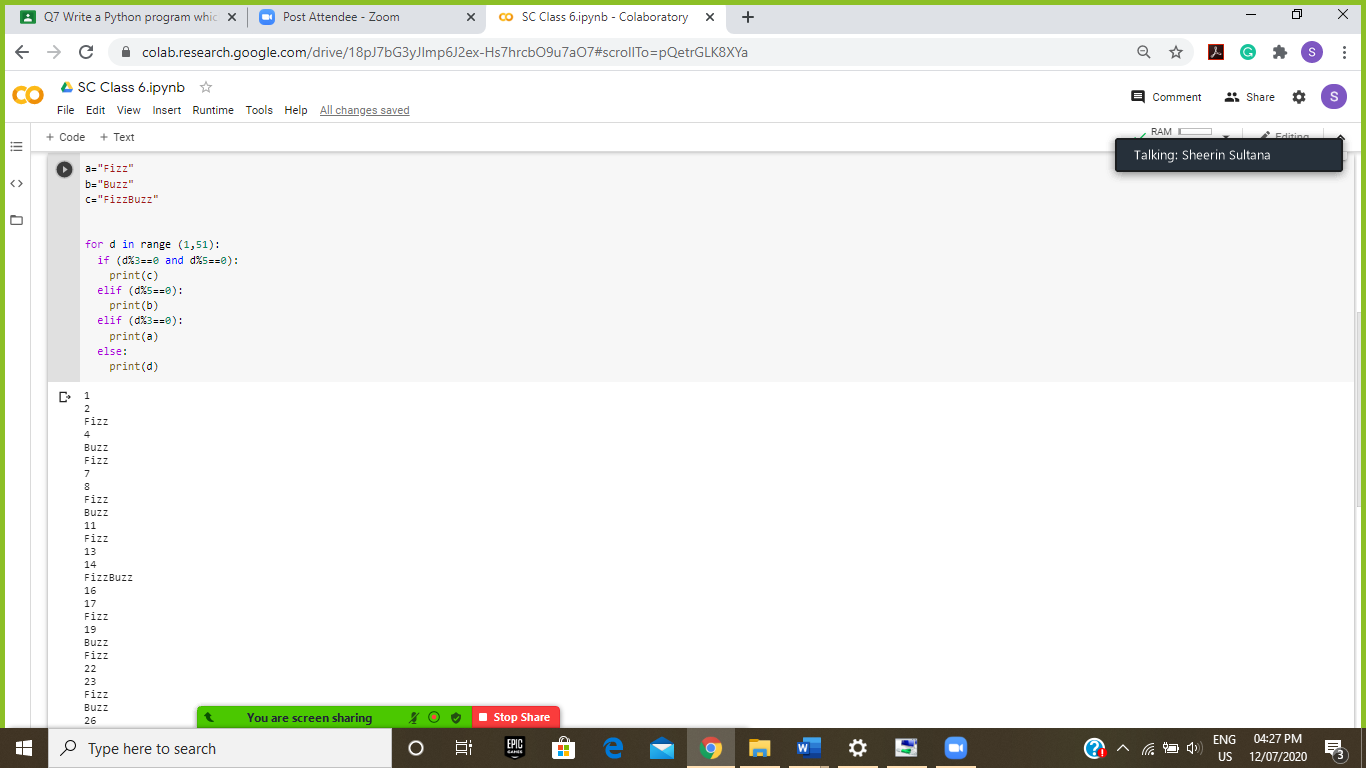 Q7 Write a Python program whic
Post Attendee - Zoom
SC Class 6.ipynb - Colaboratory
colab.research.google.com/drive/18pJ7bG3yJImp6J2ex-Hs7hrcbO9u7aO7#scrollTo=pQetrGLK8XYa
S
SC Class 6.ipynb
Comment
Share
S
File Edit View Insert Runtime Tools Help All changes saved
+ Code + Text
RAM
Editing
Talking: Sheerin Sultana
a="Fizz"
b="Buzz"
c="FizzBuzz"
for d in range (1,51):
if (d%3==0 and d%5==0):
print(c)
elif (d%5==0):
print(b)
elif (d%3==0):
print(a)
else:
print(d)
1
2
Fizz
4
Buzz
Fizz
7
8
Fizz
Buzz
11
Fizz
13
14
FizzBuzz
16
17
Fizz
19
Buzz
Fizz
22
23
Fizz
Buzz
26
You are screen sharing
Stop Share
Type here to search
EPIC GAMES
ENG
US
04:27 PM
12/07/2020
3